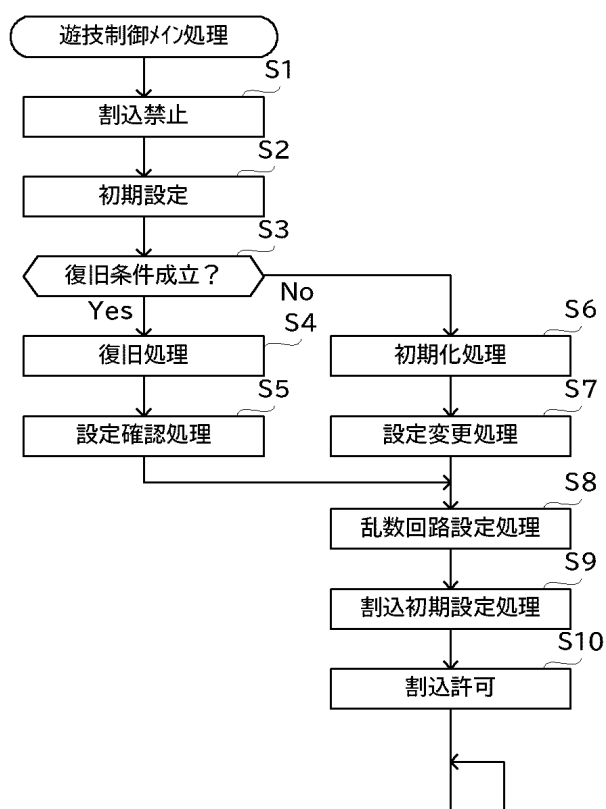 遊技制御メイン処理
S1
割込禁止
S2
初期設定
S3
復旧条件成立？
Yes
No
S4
復旧処理
S5
設定確認処理
S6
初期化処理
S7
設定変更処理
S8
乱数回路設定処理
S9
割込初期設定処理
S10
割込許可